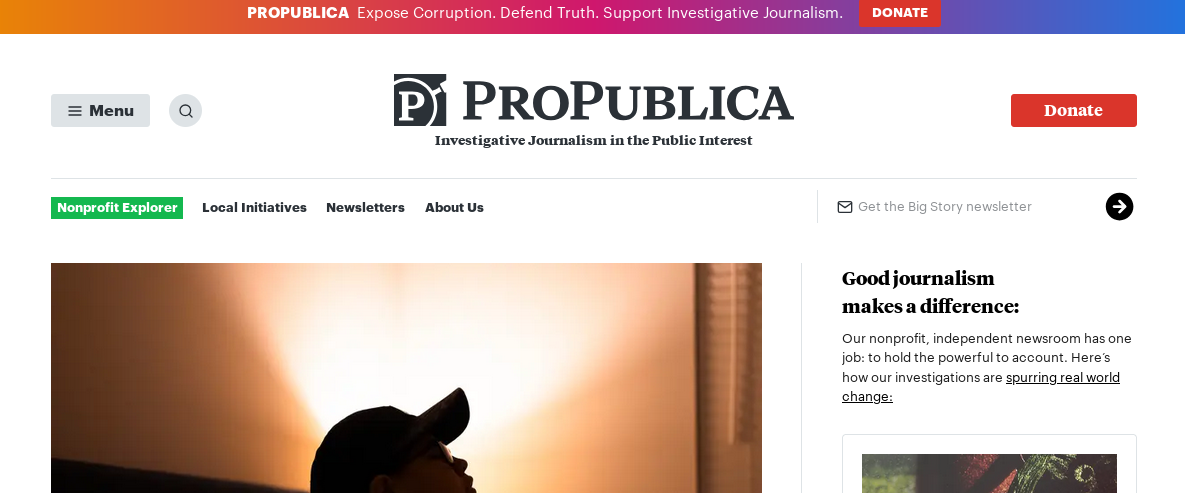 PROPUBLICA Expose Corruption. Defend Truth. Support Investigative Journalism. DONATE
Menu
P
PROPUBLICA
Donate
Investigative Journalism in the Public Interest
Nonprofit Explorer Local Initiatives Newsletters About Us
Get the Big Story newsletter
Good journalism
makes a difference:
Our nonprofit, independent newsroom has one
job: to hold the powerful to account. Here's
how our investigations are spurring real world
change: